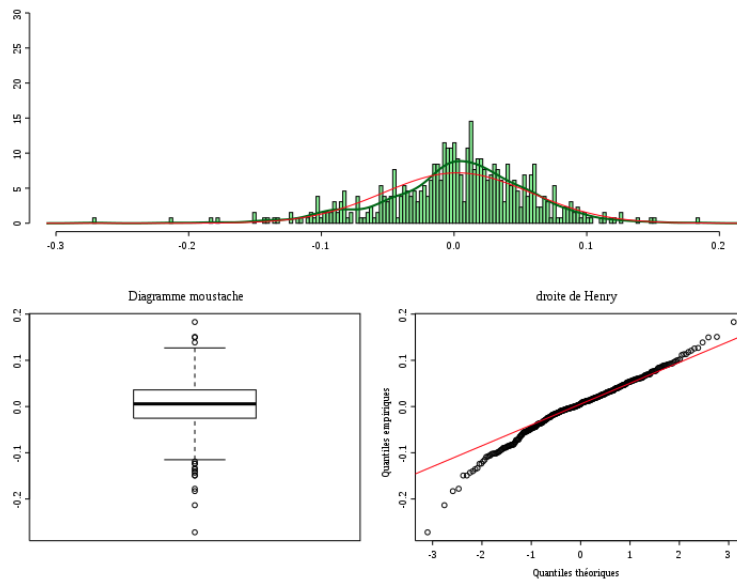 30
25
20
15
10
5
0
-0.3 -0.2 -0.1 0.0 0.1 0.2
Diagramme moustache
0.2
0.1
0.0
-0.1
-0.2
droite de Henry
Quantiles empiriques
0.2
0.1
0.0
-0.1
-0.2
-3 -2 -1 0 1 2 3
Quantiles théoriques